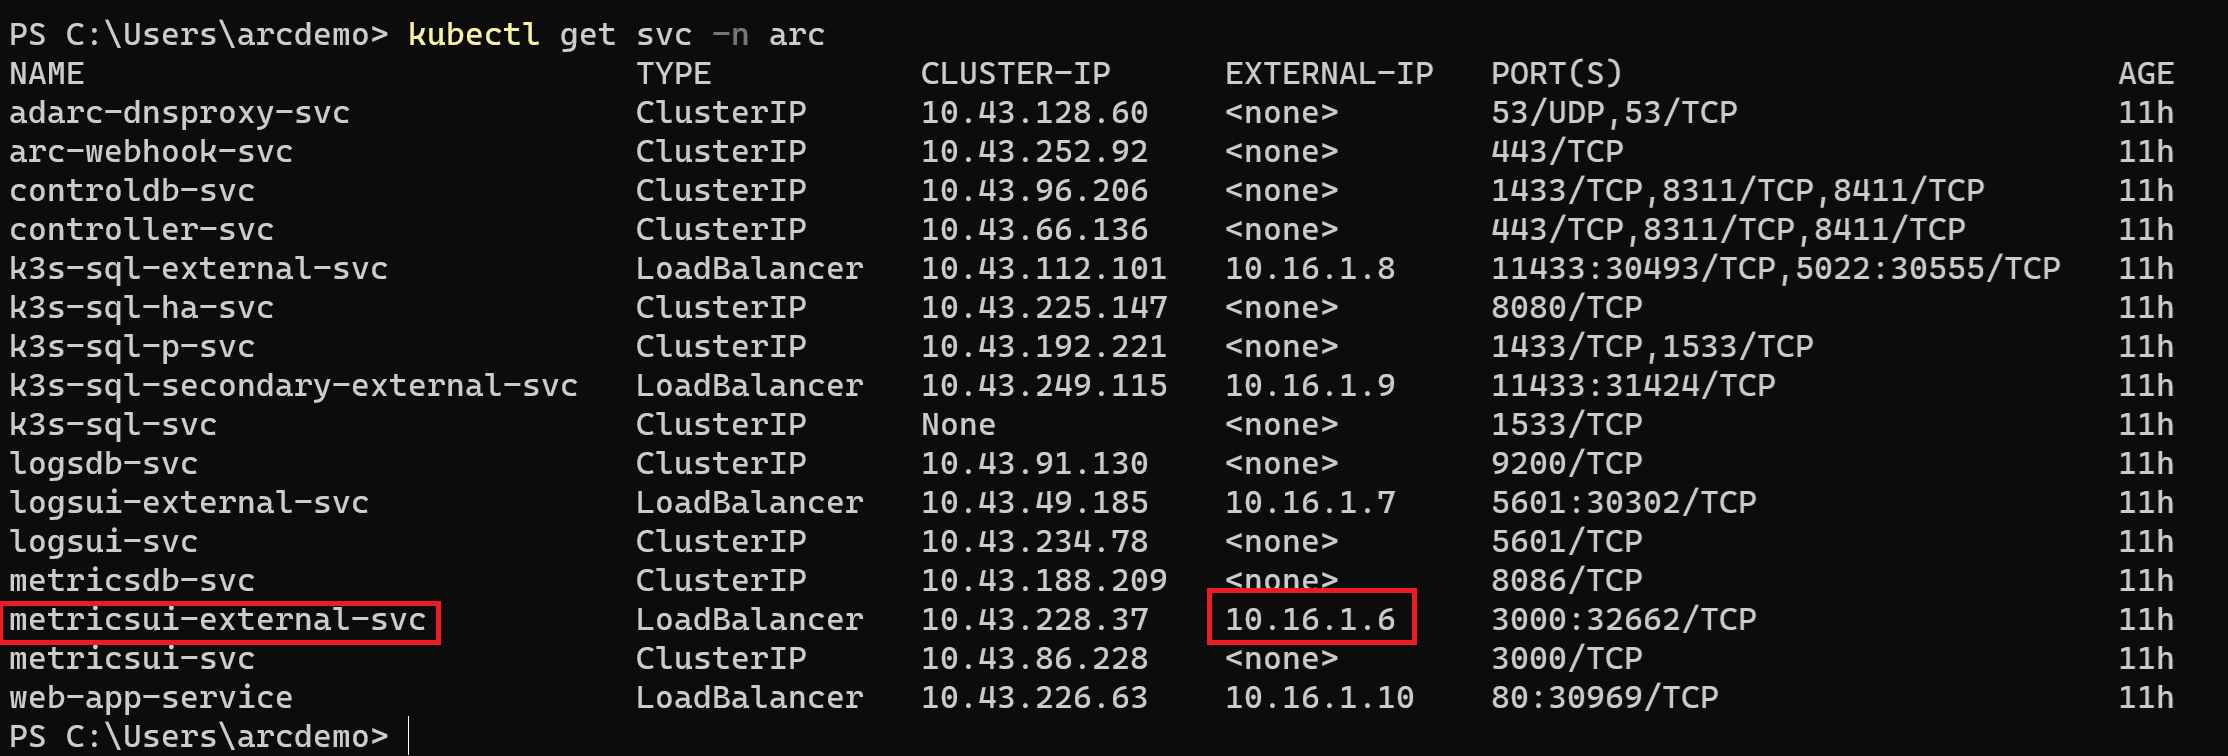 PS C:\Users\arcdemo> kubectl get svc -n arc
NAME TYPE CLUSTER-IP EXTERNAL-IP PORT(S) AGE
adarc-dnsproxy-svc ClusterIP 10.43.128.60 <none> 53/UDP,53/TCP 11h
arc-webhook-svc ClusterIP 10.43.252.92 <none> 443/TCP 11h
controldb-svc ClusterIP 10.43.96.206 <none> 1433/TCP,8311/TCP,8411/TCP 11h
controller-svc ClusterIP 10.43.66.136 <none> 443/TCP,8311/TCP,8411/TCP 11h
k3s-sql-external-svc LoadBalancer 10.43.112.101 10.16.1.8 11433:30493/TCP,5022:30555/TCP 11h
k3s-sql-ha-svc ClusterIP 10.43.225.147 <none> 8080/TCP 11h
k3s-sql-p-svc ClusterIP 10.43.192.221 <none> 1433/TCP,1533/TCP 11h
k3s-sql-secondary-external-svc LoadBalancer 10.43.249.115 10.16.1.9 11433:31424/TCP 11h
k3s-sql-svc ClusterIP None <none> 1533/TCP 11h
logsdb-svc ClusterIP 10.43.91.130 <none> 9200/TCP 11h
logsui-external-svc LoadBalancer 10.43.49.185 10.16.1.7 5601:30302/TCP 11h
logsui-svc ClusterIP 10.43.234.78 <none> 5601/TCP 11h
metricsdb-svc ClusterIP 10.43.188.209 <none> 8086/TCP 11h
metricsui-external-svc LoadBalancer 10.43.228.37 10.16.1.6 3000:32662/TCP 11h
metricsui-svc ClusterIP 10.43.86.228 <none> 3000/TCP 11h
web-app-service LoadBalancer 10.43.226.63 10.16.1.10 80:30969/TCP 11h
PS C:\Users\arcdemo>